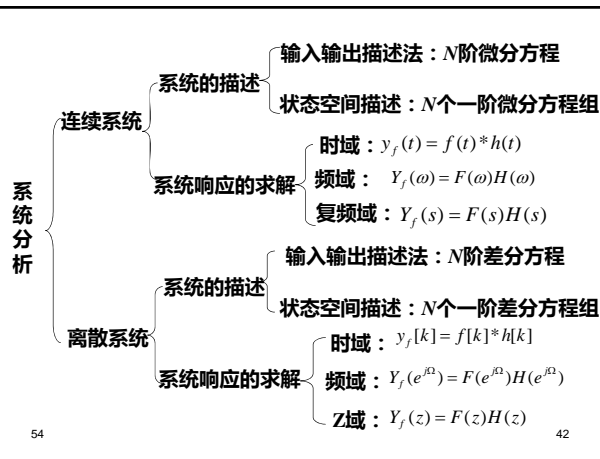 系统分析
连续系统
系统的描述
输入输出描述法：N阶微分方程
状态空间描述：N个一阶微分方程组
系统响应的求解
时域：y_f(t) = f(t)*h(t)
频域： Y_f(ω) = F(ω)H(ω)
复频域：Y_f(s) = F(s)H(s)
离散系统
系统的描述
输入输出描述法：N阶差分方程
状态空间描述：N个一阶差分方程组
系统响应的求解
时域： y_f[k] = f[k]*h[k]
频域：Y_f(e^{jΩ}) = F(e^{jΩ})H(e^{jΩ})
Z域：Y_f(z) = F(z)H(z)
54
42